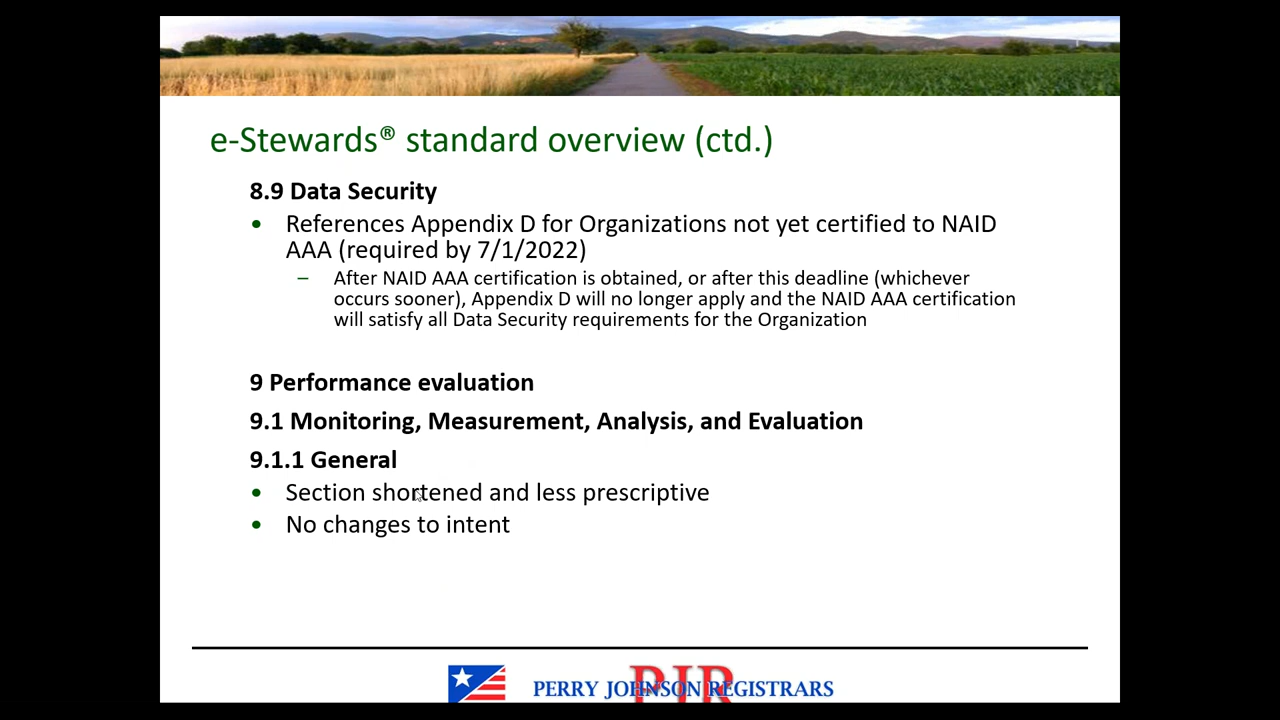 e-Stewards® standard overview (ctd.)
8.9 Data Security
• References Appendix D for Organizations not yet certified to NAID
AAA (required by 7/1/2022)
– After NAID AAA certification is obtained, or after this deadline (whichever
occurs sooner), Appendix D will no longer apply and the NAID AAA certification
will satisfy all Data Security requirements for the Organization
9 Performance evaluation
9.1 Monitoring, Measurement, Analysis, and Evaluation
9.1.1 General
• Section shortened and less prescriptive
• No changes to intent
PJR
PERRY JOHNSON REGISTRARS